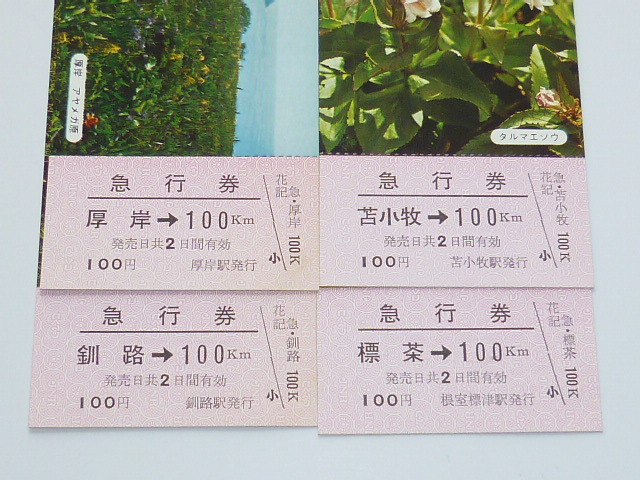 厚岸 アヤメガ原
タルマエソウ
急行券
厚岸→100Km
発売日共2日間有効
100円 厚岸駅発行
花記 急・厚岸 100K 小
急行券
苫小牧→100Km
発売日共2日間有効
100円 苫小牧駅発行
花記 急・苫小牧 100K 小
急行券
釧路→100Km
発売日共2日間有効
100円 釧路駅発行
花記 急・釧路 100K 小
急行券
標茶→100Km
発売日共2日間有効
100円 根室標津駅発行
花記 急・標茶 100K 小